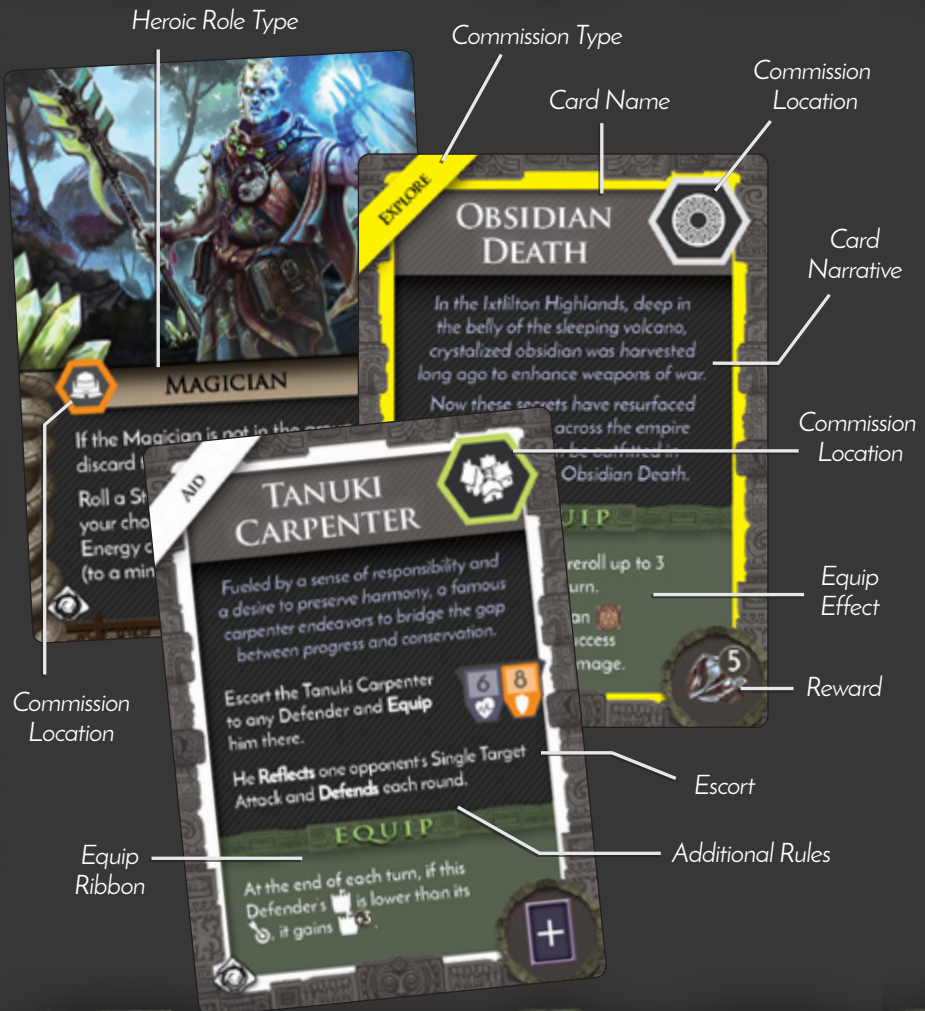 Heroic Role Type
Commission Type
Card Name
Commission
Location
EXPLORE
OBSIDIAN
DEATH
Card
Narrative
In the Ixtlilton Highlands, deep in
the belly of the sleeping volcano,
crystalized obsidian was harvested
long ago to enhance weapons of war.
Now these secrets have resurfaced
across the empire
be outfitted in
Obsidian Death.
MAGICIAN
If the Magician is not in the
discard
Roll a
your
Energy
(to a
Commission
Location
AID
TANUKI
CARPENTER
Fueled by a sense of responsibility and
a desire to preserve harmony, a famous
carpenter endeavors to bridge the gap
between progress and conservation.
reroll up to 3
Equip
Effect
5
Reward
Commission
Location
Escort the Tanuki Carpenter
to any Defender and Equip
him there.
6 8
He Reflects one opponent's Single Target
Attack and Defends each round.
Escort
EQUIP
Additional Rules
Equip
Ribbon
At the end of each turn, if this
Defender's is lower than its
, it gains +3 .
+